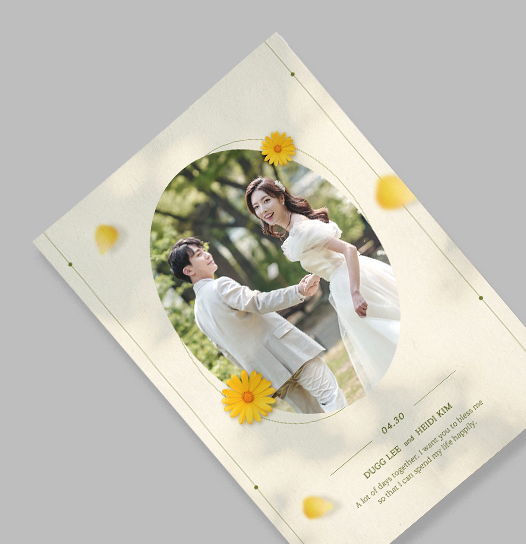 04.30
DUGG LEE and HEIDI KIM
A lot of days together, I want you to bless me
so that I can spend my life happily.